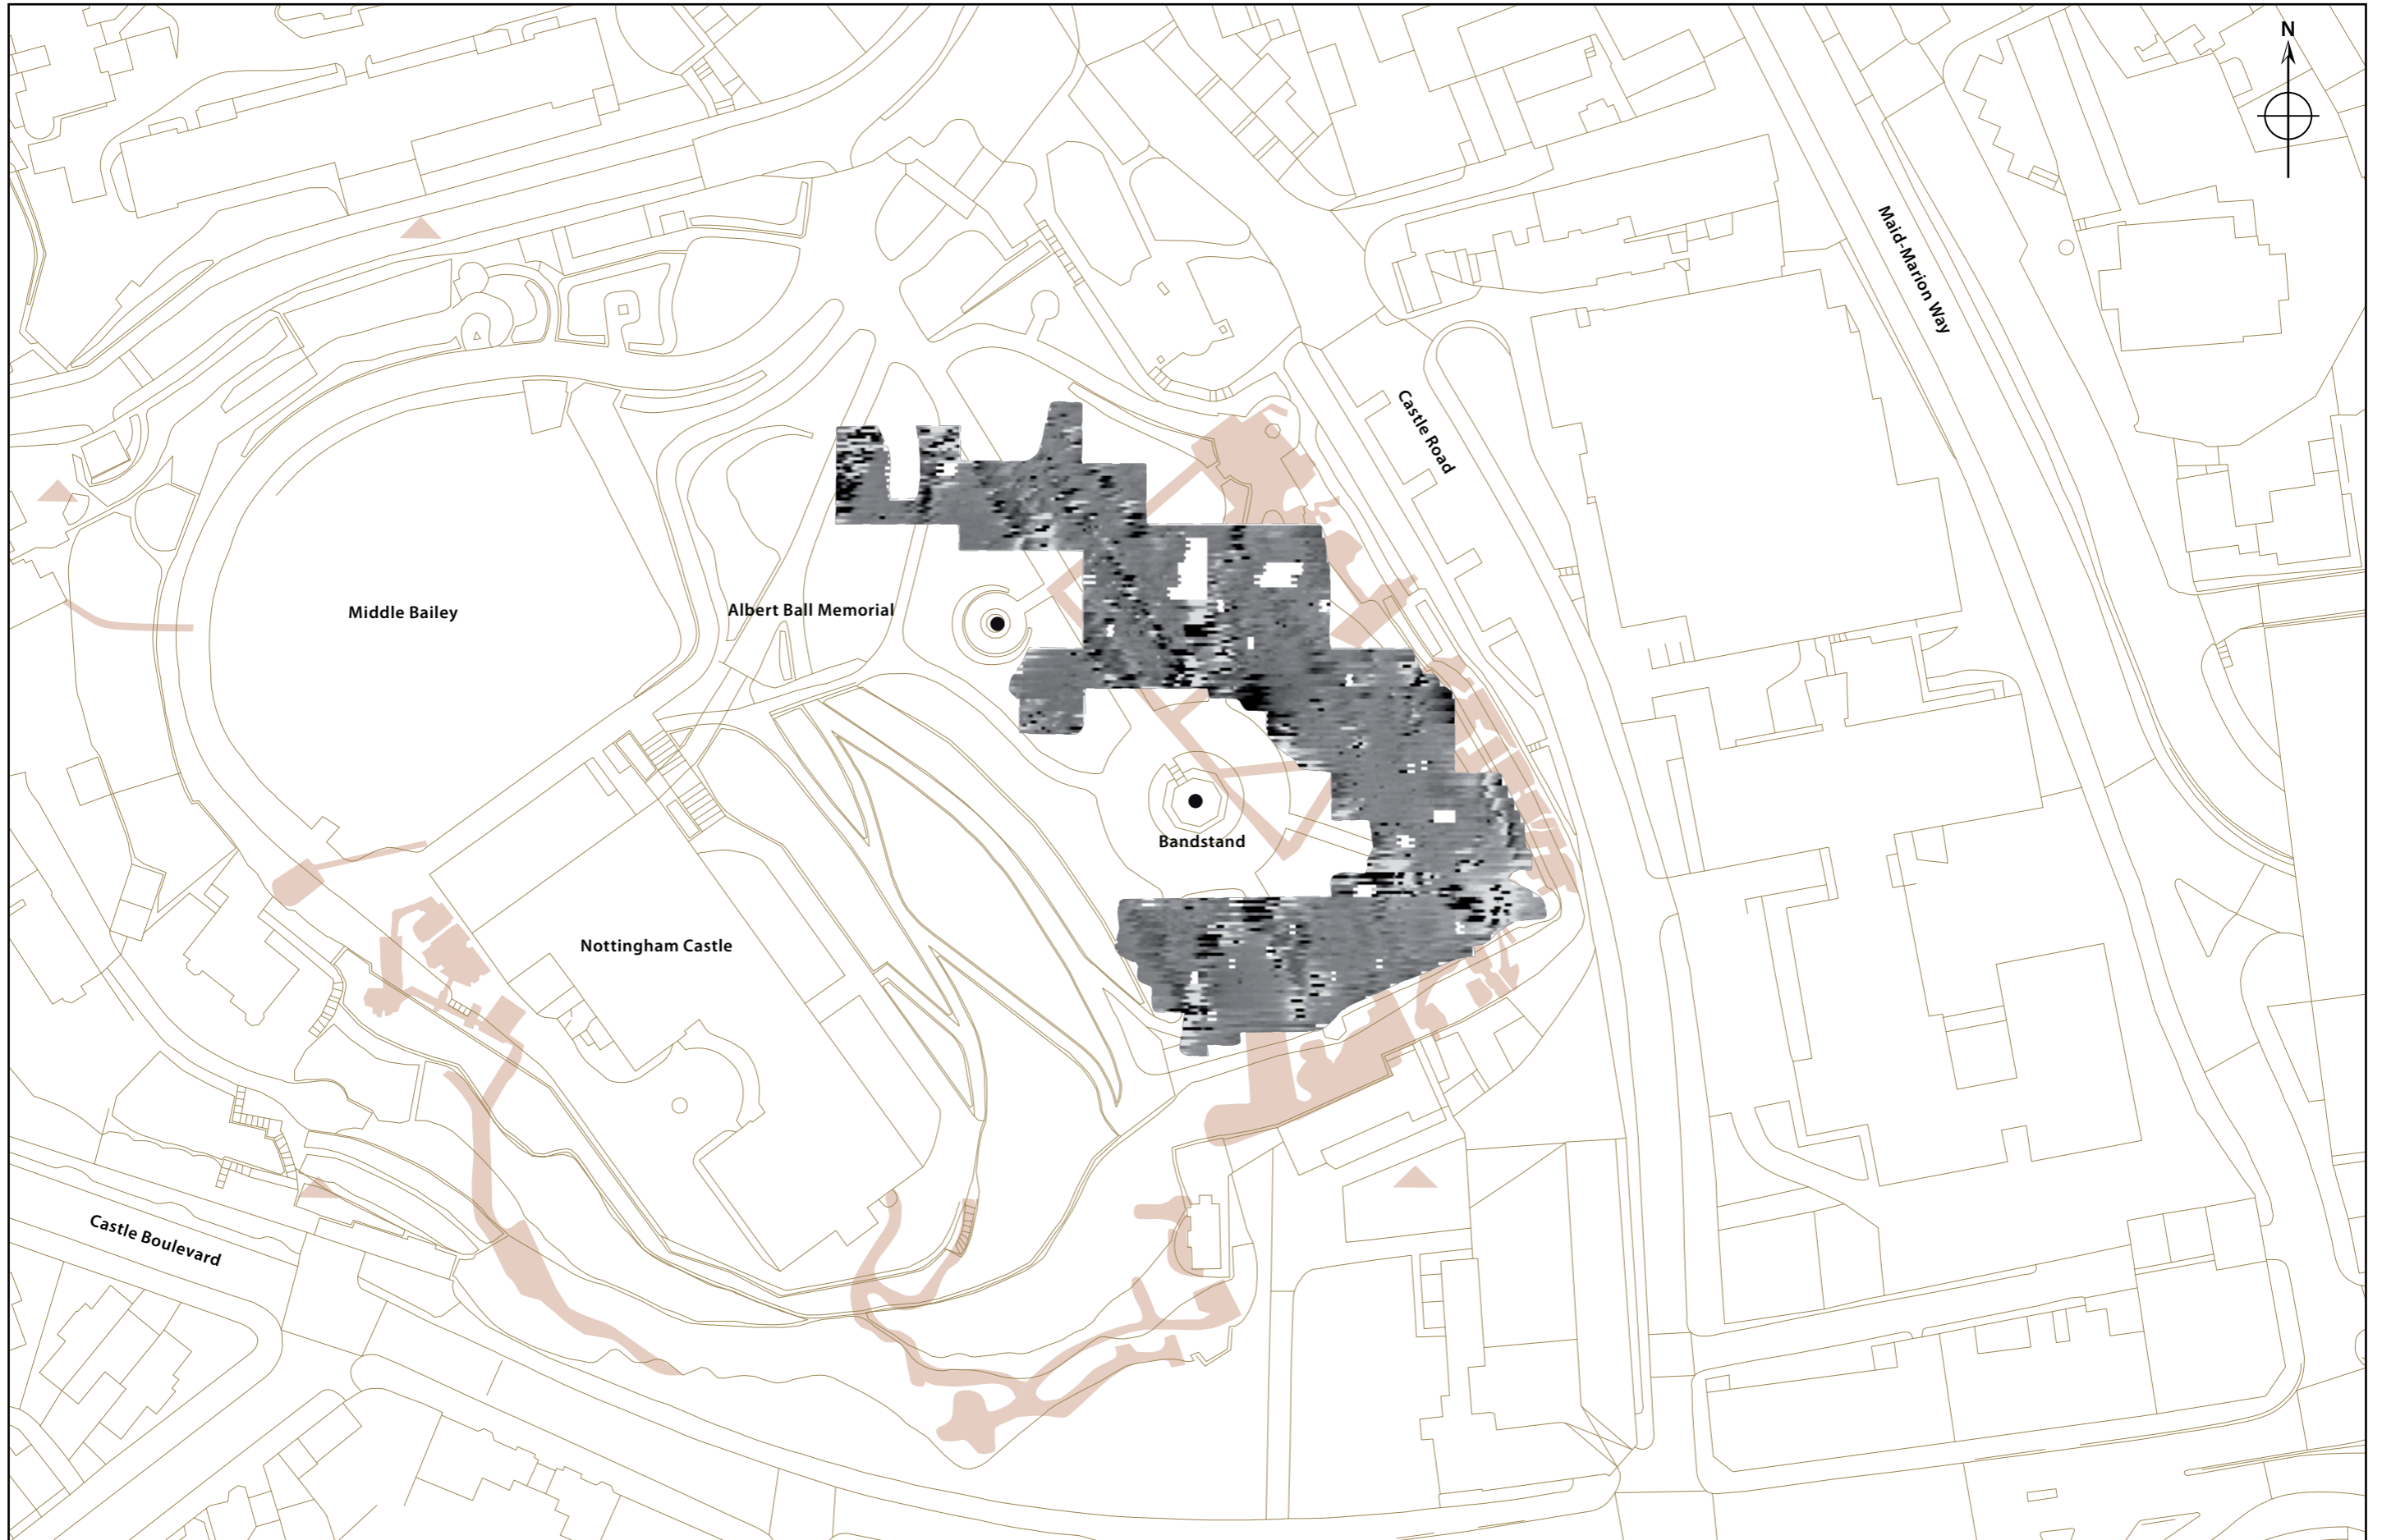 N
Maid-Marion Way
Castle Road
Middle Bailey
Albert Ball Memorial
Bandstand
Nottingham Castle
Castle Boulevard